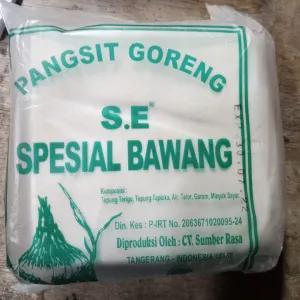 PANGSIT GORENG
S.E®
SPESIAL BAWANG
Komposisi :
Tepung Terigu, Tepung Tapioka, Air, Telor, Garam, Minyak Sayur
Din. Kes : P-IRT No. 2063671020095-24
Diproduksi Oleh : CV. Sumber Rasa
TANGERANG - INDONESIA